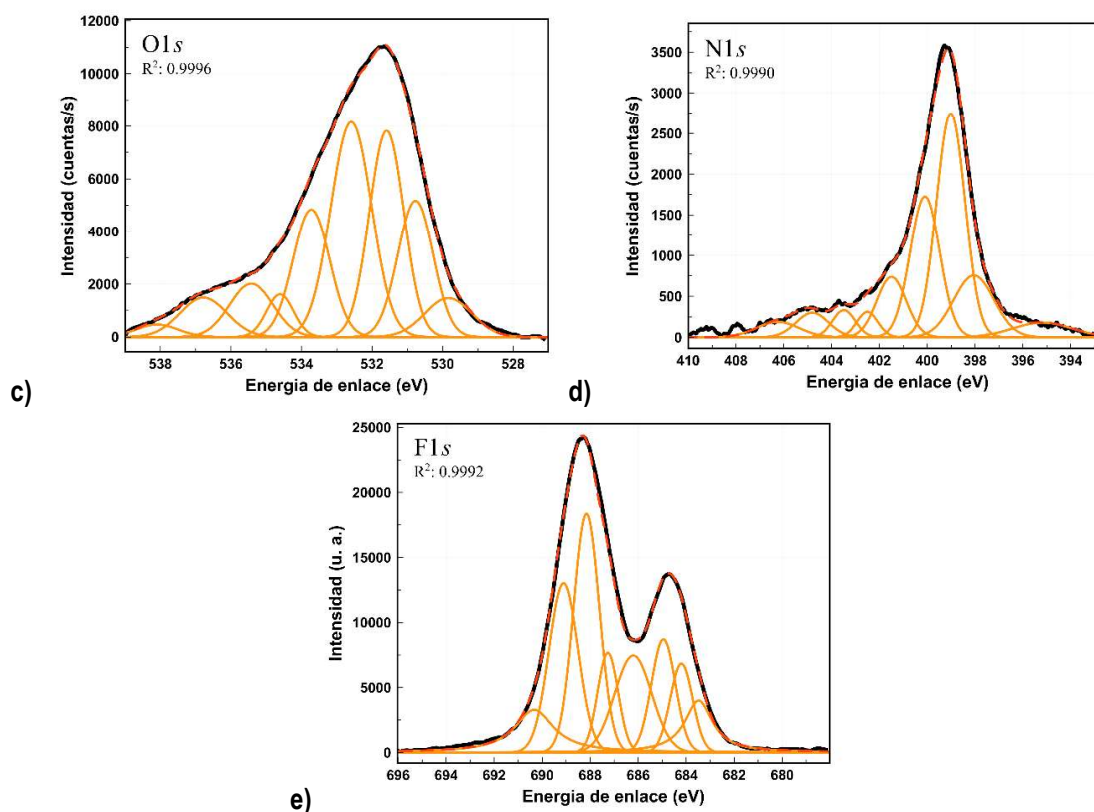 O1s
R²: 0.9996
Intensidad (cuentas/s)
12000
10000
8000
6000
4000
2000
0
538 536 534 532 530 528
Energia de enlace (eV)
c)
N1s
R²: 0.9990
Intensidad (cuentas/s)
3500
3000
2500
2000
1500
1000
500
0
410 408 406 404 402 400 398 396 394
Energia de enlace (eV)
d)
F1s
R²: 0.9992
Intensidad (u. a.)
25000
20000
15000
10000
5000
0
696 694 692 690 688 686 684 682 680
Energia de enlace (eV)
e)